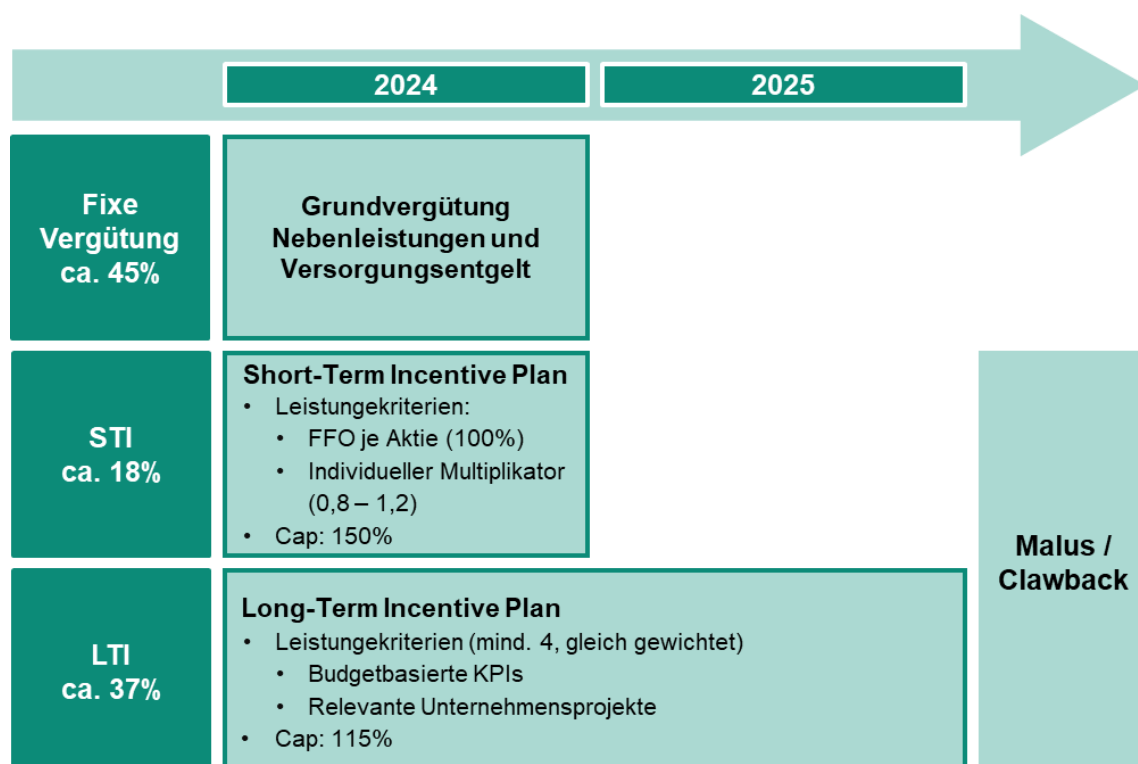 2024
2025
Fixe
Vergütung
ca. 45%
Grundvergütung
Nebenleistungen und
Versorgungsentgelt
STI
ca. 18%
Short-Term Incentive Plan
• Leistungekriterien:
• FFO je Aktie (100%)
• Individueller Multiplikator
(0,8 – 1,2)
• Cap: 150%
LTI
ca. 37%
Long-Term Incentive Plan
• Leistungekriterien (mind. 4, gleich gewichtet)
• Budgetbasierte KPIs
• Relevante Unternehmensprojekte
• Cap: 115%
Malus /
Clawback